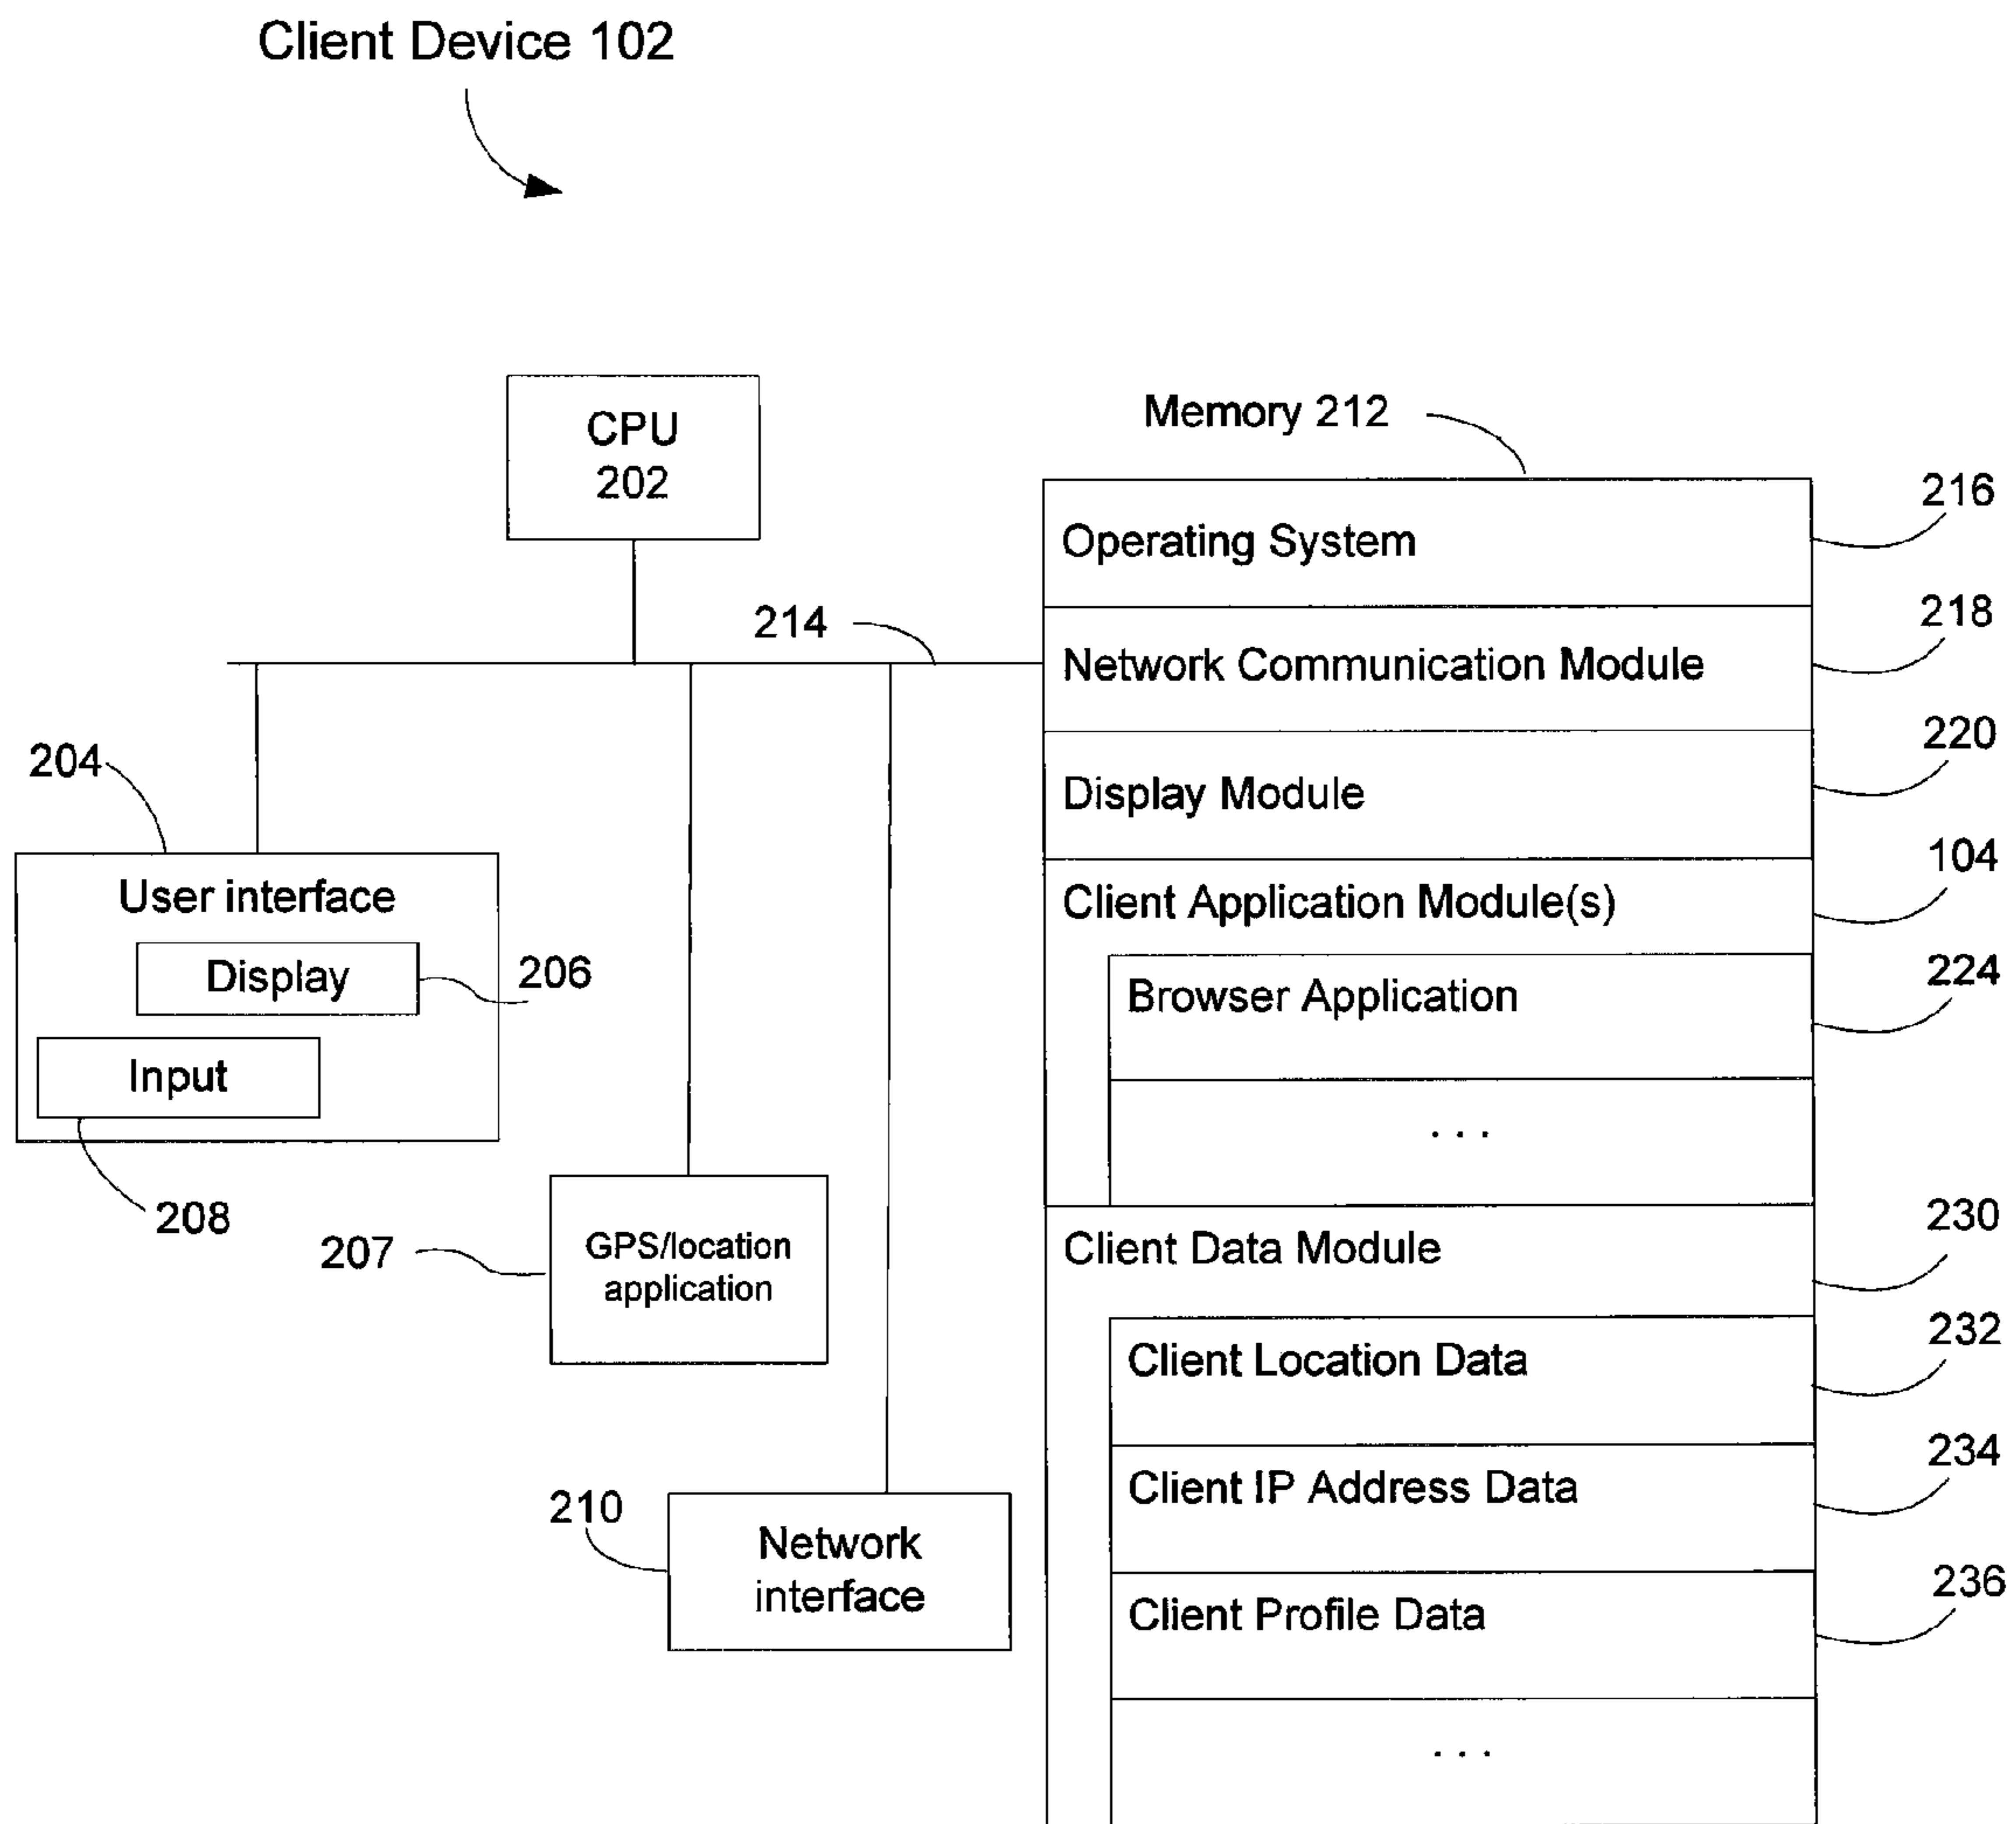 Client Device 102
CPU
202
Memory 212
216
Operating System
218
214
Network Communication Module
220
204
Display Module
104
User interface
Client Application Module(s)
Display
206
224
Browser Application
Input
. . .
208
207
GPS/location
application
230
Client Data Module
232
Client Location Data
234
Client IP Address Data
210
Network
interface
236
Client Profile Data
. . .